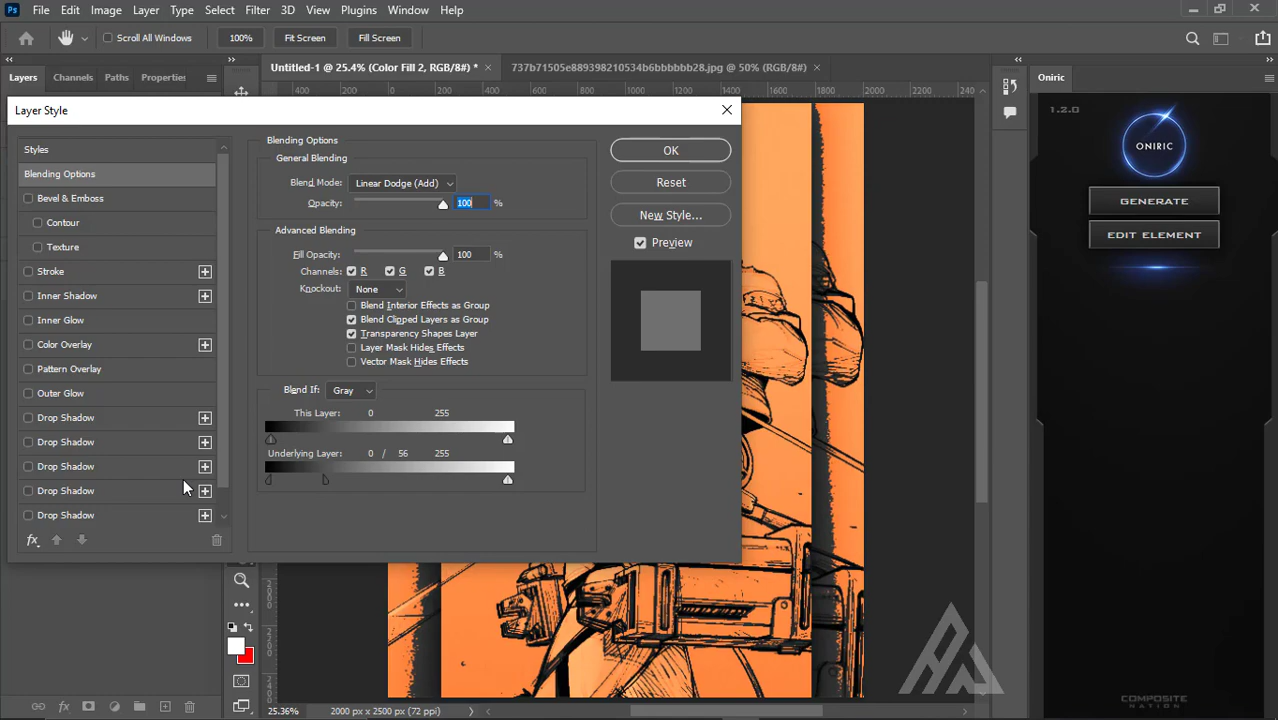 Ps File Edit Image Layer Type Select Filter 3D View Plugins Window Help
Scroll All Windows 100% Fit Screen Fill Screen
Layers Channels Paths Properties
Untitled-1 @ 25.4% (Color Fill 2, RGB/8#) *
Oniric
400 200 0 200 400 600 800 1000 1200 1400 1600 1800 2000 2200 240
Layer Style
Styles
Blending Options
Bevel & Emboss
Contour
Texture
Stroke
Inner Shadow
Inner Glow
Color Overlay
Pattern Overlay
Outer Glow
Drop Shadow
Drop Shadow
Drop Shadow
Drop Shadow
Drop Shadow
fx
Blending Options
General Blending
Blend Mode: Linear Dodge (Add)
Opacity: 100 %
Advanced Blending
Fill Opacity: 100 %
Channels: R G B
Knockout: None
Blend Interior Effects as Group
Blend Clipped Layers as Group
Transparency Shapes Layer
Layer Mask Hides Effects
Vector Mask Hides Effects
Blend If: Gray
This Layer: 0 255
Underlying Layer: 0 / 56 255
OK
Reset
New Style...
Preview
1.2.0
ONIRIC
GENERATE
EDIT ELEMENT
COMPOSITE
NATION
fx
25.36% 2000 px x 2500 px (72 ppi)